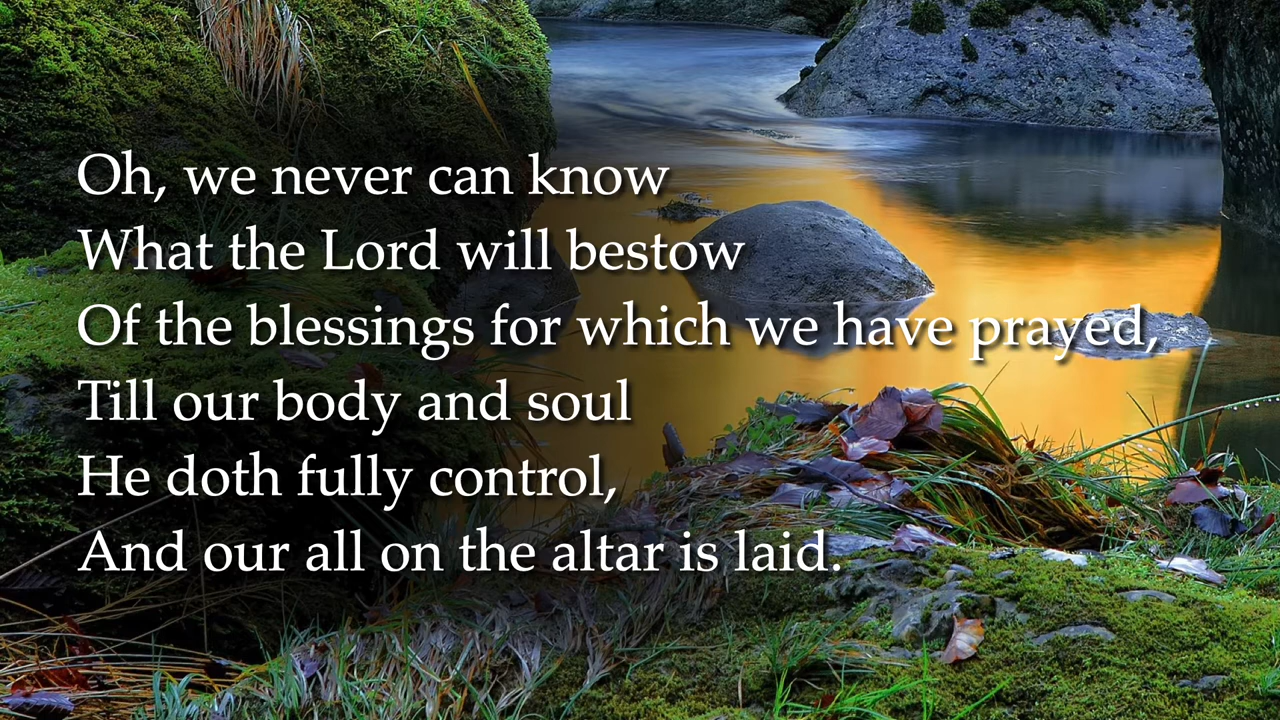 Oh, we never can know
What the Lord will bestow
Of the blessings for which we have prayed,
Till our body and soul
He doth fully control,
And our all on the altar is laid.